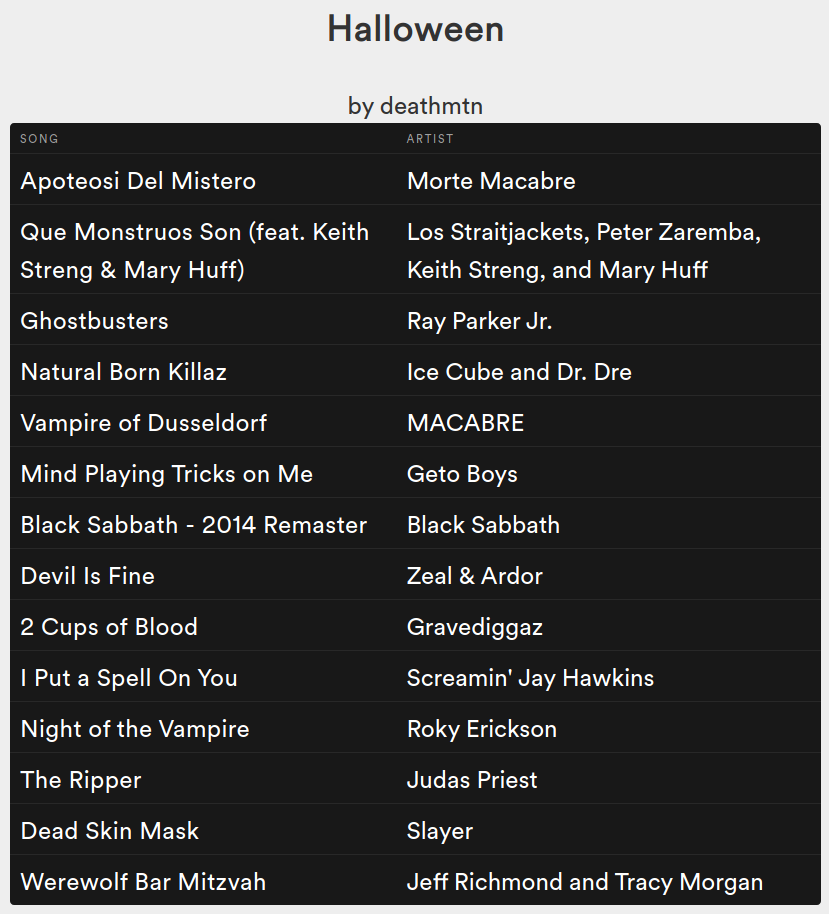 Halloween
by deathmtn
SONG ARTIST
Apoteosi Del Mistero Morte Macabre
Que Monstruos Son (feat. Keith Los Straitjackets, Peter Zaremba,
Streng & Mary Huff) Keith Streng, and Mary Huff
Ghostbusters Ray Parker Jr.
Natural Born Killaz Ice Cube and Dr. Dre
Vampire of Dusseldorf MACABRE
Mind Playing Tricks on Me Geto Boys
Black Sabbath - 2014 Remaster Black Sabbath
Devil Is Fine Zeal & Ardor
2 Cups of Blood Gravediggaz
I Put a Spell On You Screamin' Jay Hawkins
Night of the Vampire Roky Erickson
The Ripper Judas Priest
Dead Skin Mask Slayer
Werewolf Bar Mitzvah Jeff Richmond and Tracy Morgan